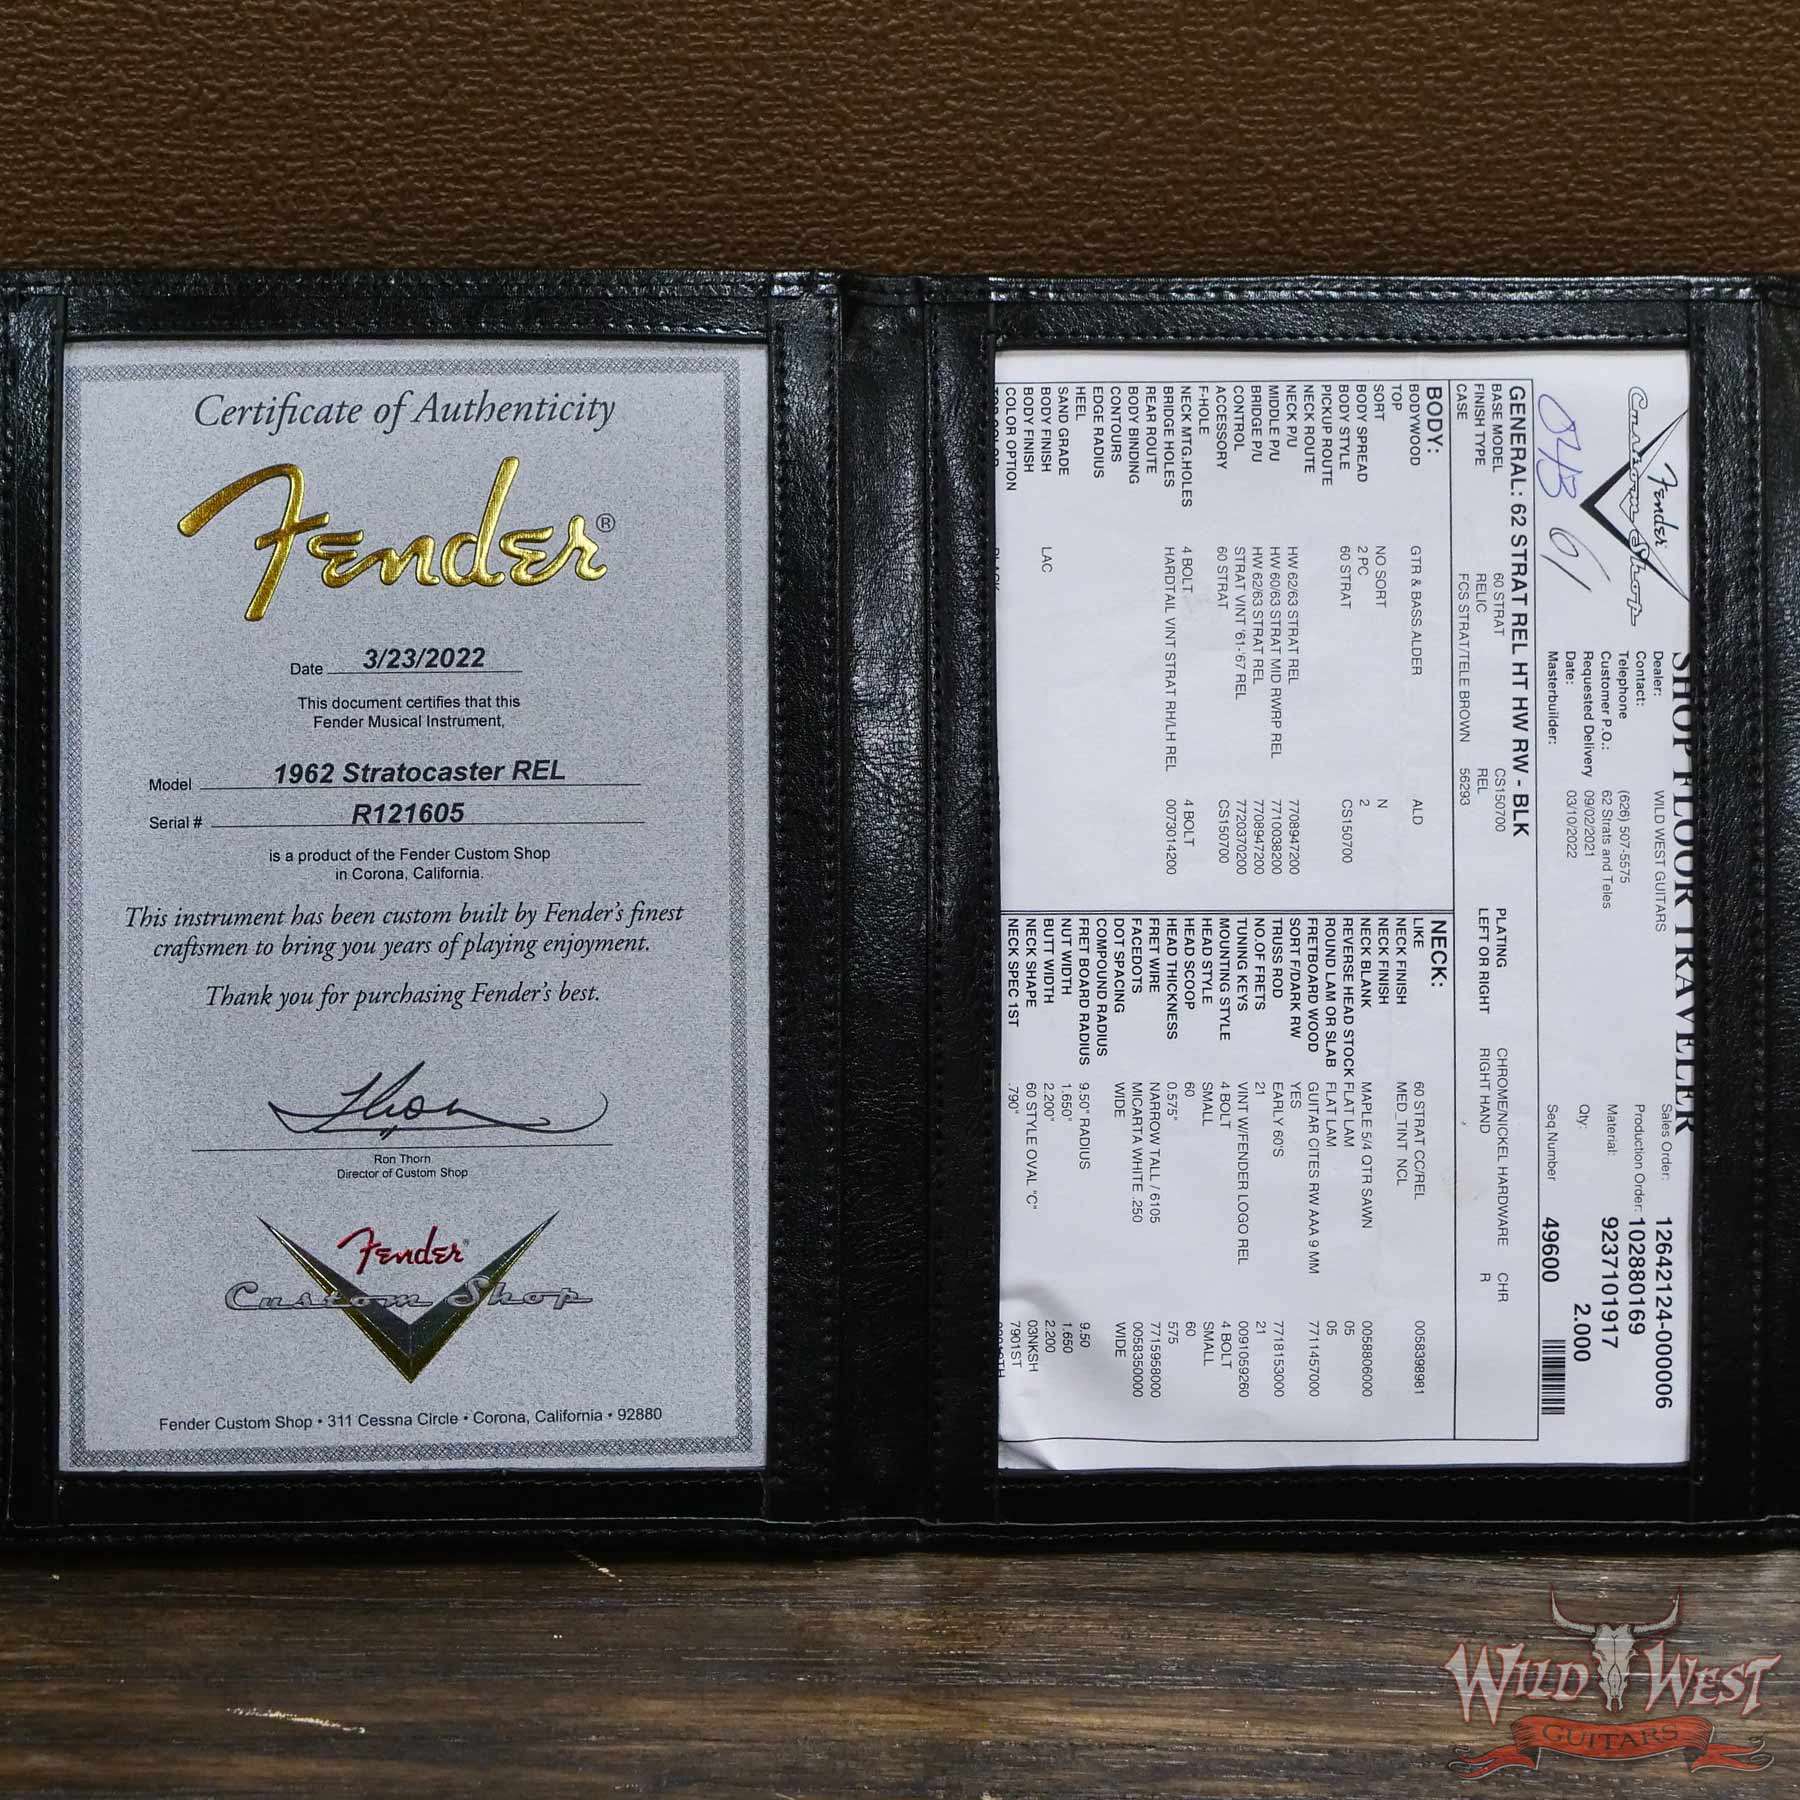 Certificate of Authenticity
Fender®
Date 3/23/2022
This document certifies that this
Fender Musical Instrument,
Model 1962 Stratocaster REL
Serial # R121605
is a product of the Fender Custom Shop
in Corona, California.
This instrument has been custom built by Fender's finest
craftsmen to bring you years of playing enjoyment.
Thank you for purchasing Fender's best.
Ron Thorn
Director of Custom Shop
Fender®
Custom Shop
Fender Custom Shop • 311 Cessna Circle • Corona, California • 92880
Fender
Custom Shop
SHOP FLOOR TRAVELER
Dealer: WILD WEST GUITARS
Contact:
Telephone (626) 507-5575
Customer P.O.: 62 Strats and Teles
Requested Delivery 09/02/2021
Date: 03/10/2022
Masterbuilder:
Sales Order: 12642124-000006
Production Order: 102880169
Material: 9237101917
Qty: 2.000
Seq Number 49600
GENERAL: 62 STRAT REL HT HW RW - BLK
BASE MODEL 60 STRAT CS150700 PLATING CHROME/NICKEL HARDWARE CHR
FINISH TYPE RELIC REL LEFT OR RIGHT RIGHT HAND R
CASE FCS STRAT/TELE BROWN 56293
BODY:
BODYWOOD GTR & BASS.ALDER ALD
TOP
SORT NO SORT N
BODY SPREAD 2 PC 2
BODY STYLE 60 STRAT CS150700
PICKUP ROUTE
NECK ROUTE
NECK P/U HW 62/63 STRAT REL 7708947200
MIDDLE P/U HW 60/63 STRAT MID RWRP REL 7710038200
BRIDGE P/U HW 62/63 STRAT REL 7708947200
CONTROL STRAT VINT '61-'67 REL 7720370200
ACCESSORY 60 STRAT CS150700
F-HOLE
NECK MTG.HOLES 4 BOLT 4 BOLT
BRIDGE HOLES HARDTAIL VINT STRAT RH/LH REL 0073014200
REAR ROUTE
BODY BINDING
CONTOURS
EDGE RADIUS
HEEL
SAND GRADE
BODY FINISH LAC
BODY FINISH
COLOR OPTION
NECK:
LIKE 60 STRAT CC/REL 0058398981
NECK FINISH MED_TINT NCL
NECK FINISH
NECK BLANK MAPLE 5/4 QTR SAWN 0058806000
REVERSE HEAD STOCK FLAT LAM 05
ROUND LAM OR SLAB FLAT LAM 05
FRETBOARD WOOD GUITAR CITES RW AAA 9 MM 7711457000
SORT F/DARK RW YES
TRUSS ROD EARLY 60'S 7718153000
NO.OF FRETS 21 21
TUNING KEYS VINT W/FENDER LOGO REL 0091059260
MOUNTING STYLE 4 BOLT 4 BOLT
HEAD STYLE SMALL SMALL
HEAD SCOOP 60 60
HEAD THICKNESS 0.575" 575
FRET WIRE NARROW TALL / 6105 7715958000
FACEDOTS MICARTA WHITE .250 0058350000
DOT SPACING WIDE WIDE
COMPOUND RADIUS
FRET BOARD RADIUS 9.50" RADIUS 9.50
NUT WIDTH 1.650" 1.650
BUTT WIDTH 2.200" 2.200
NECK SHAPE 60 STYLE OVAL "C" 03NKSH
NECK SPEC 1ST .790" 7901ST
WILD WEST
GUITARS